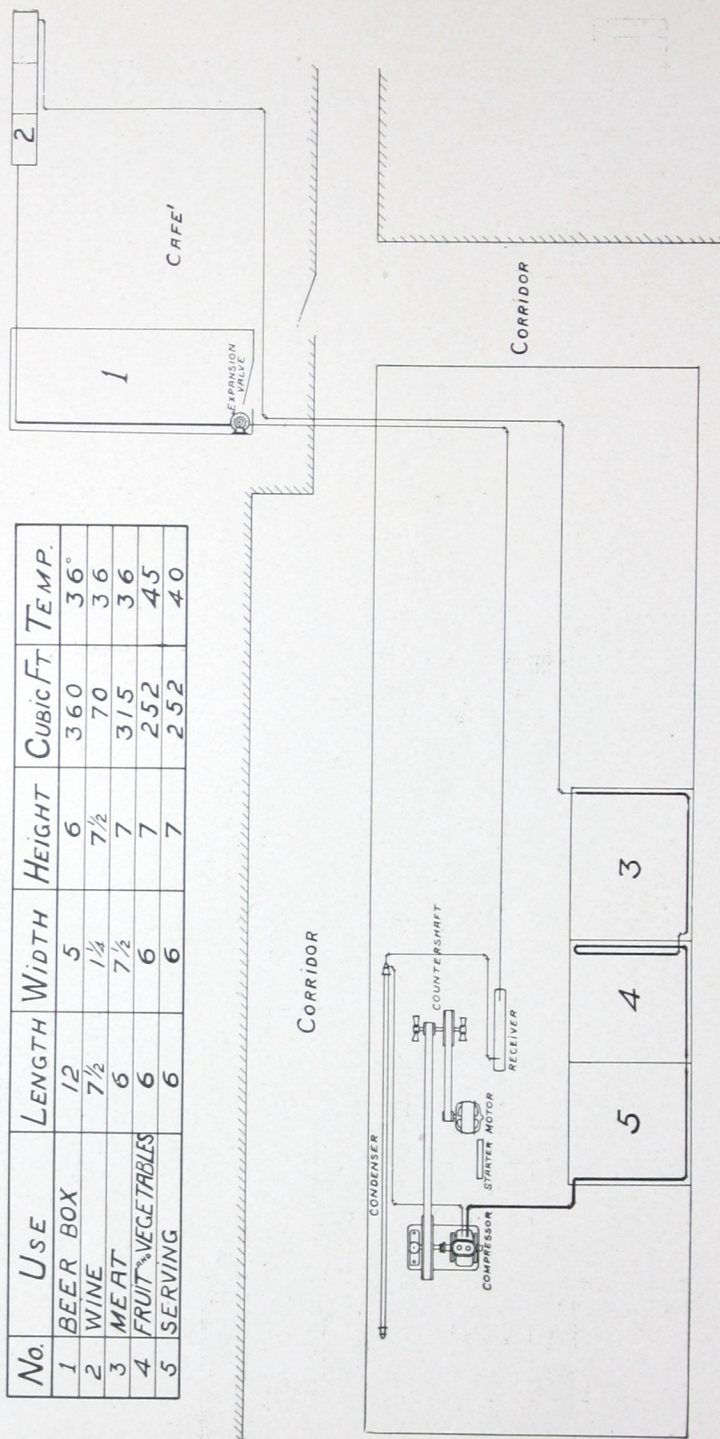 No. USE LENGTH WIDTH HEIGHT CUBIC FT. TEMP.
1 BEER BOX 12 5 6 360 36°
2 WINE 7½ 1¼ 7½ 70 36
3 MEAT 6 7½ 7 315 36
4 FRUIT AND VEGETABLES 6 6 7 252 45
5 SERVING 6 6 7 252 40
2
CAFE'
1
EXPANSION
VALVE
CORRIDOR
CORRIDOR
CONDENSER
COUNTERSHAFT
COMPRESSOR
STARTER
MOTOR
RECEIVER
5
4
3